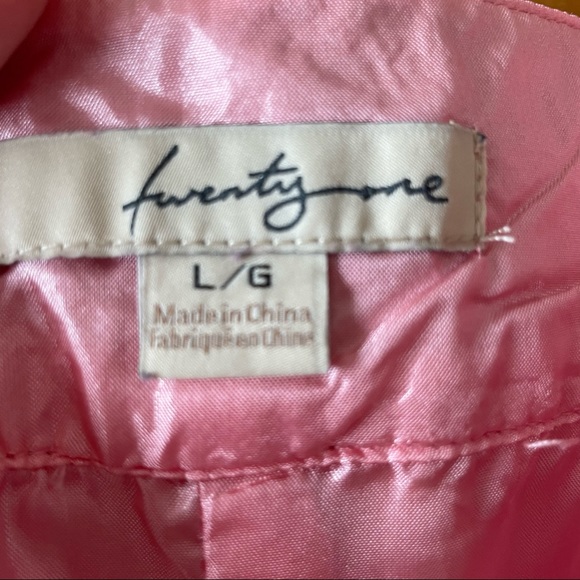 twenty one
L/G
Made in China
fabriqué en Chine